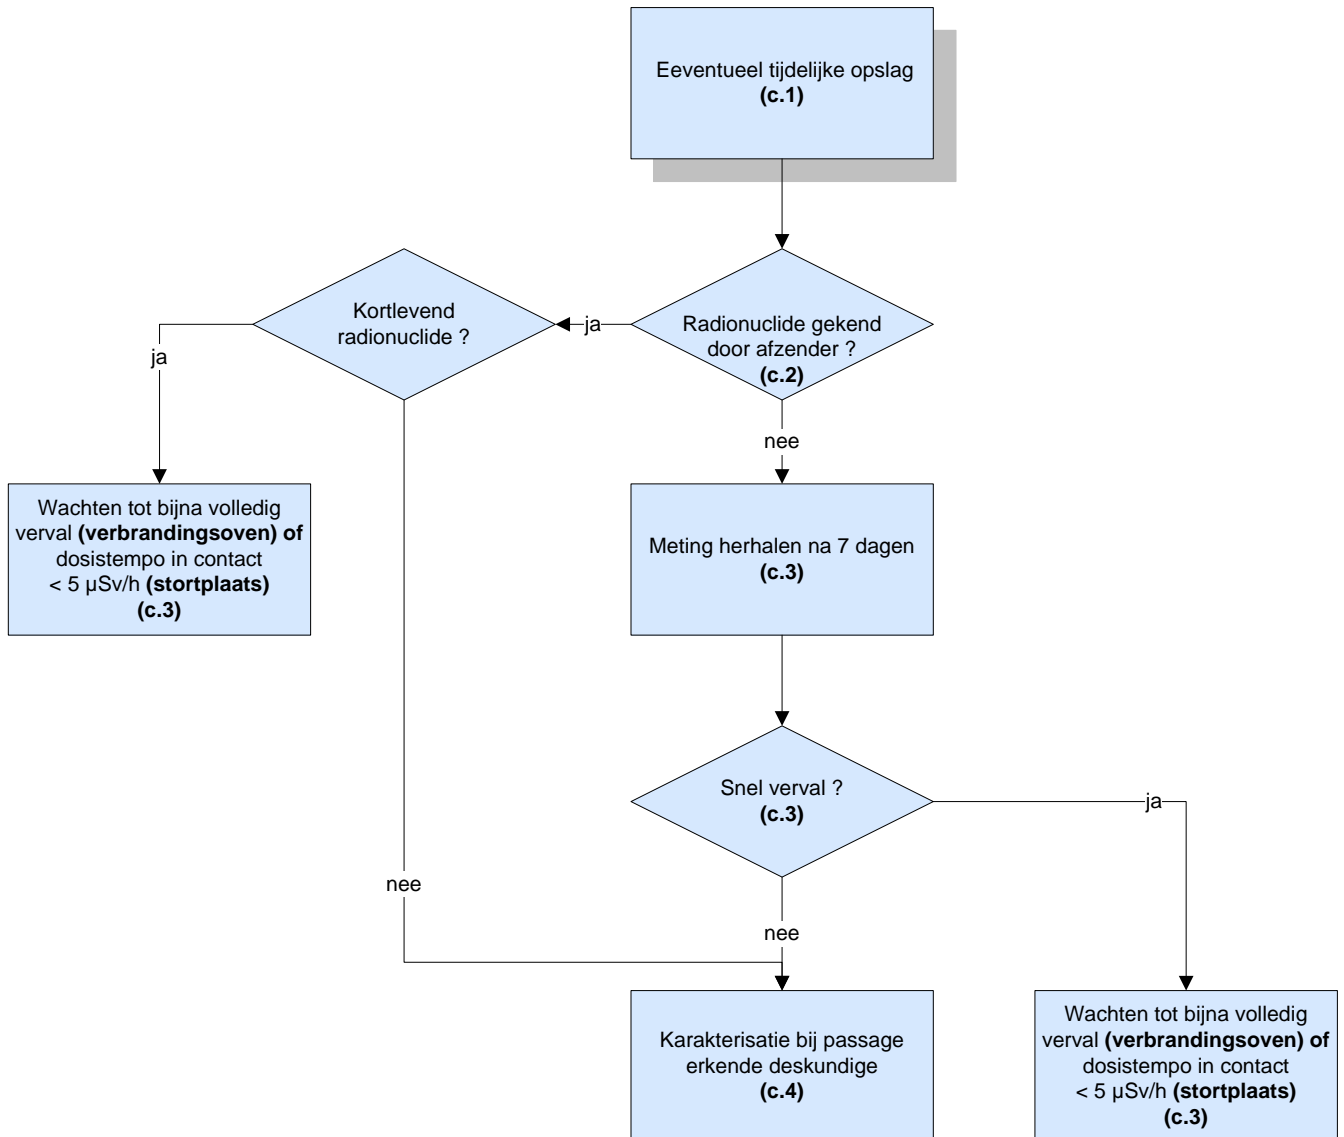 Eeventueel tijdelijke opslag
(c.1)
Kortlevend
radionuclide ?
ja
Radionuclide gekend
door afzender ?
(c.2)
ja
nee
Wachten tot bijna volledig
verval (verbrandingsoven) of
dosistempo in contact
< 5 µSv/h (stortplaats)
(c.3)
Meting herhalen na 7 dagen
(c.3)
Snel verval ?
(c.3)
ja
nee
nee
Karakterisatie bij passage
erkende deskundige
(c.4)
Wachten tot bijna volledig
verval (verbrandingsoven) of
dosistempo in contact
< 5 µSv/h (stortplaats)
(c.3)